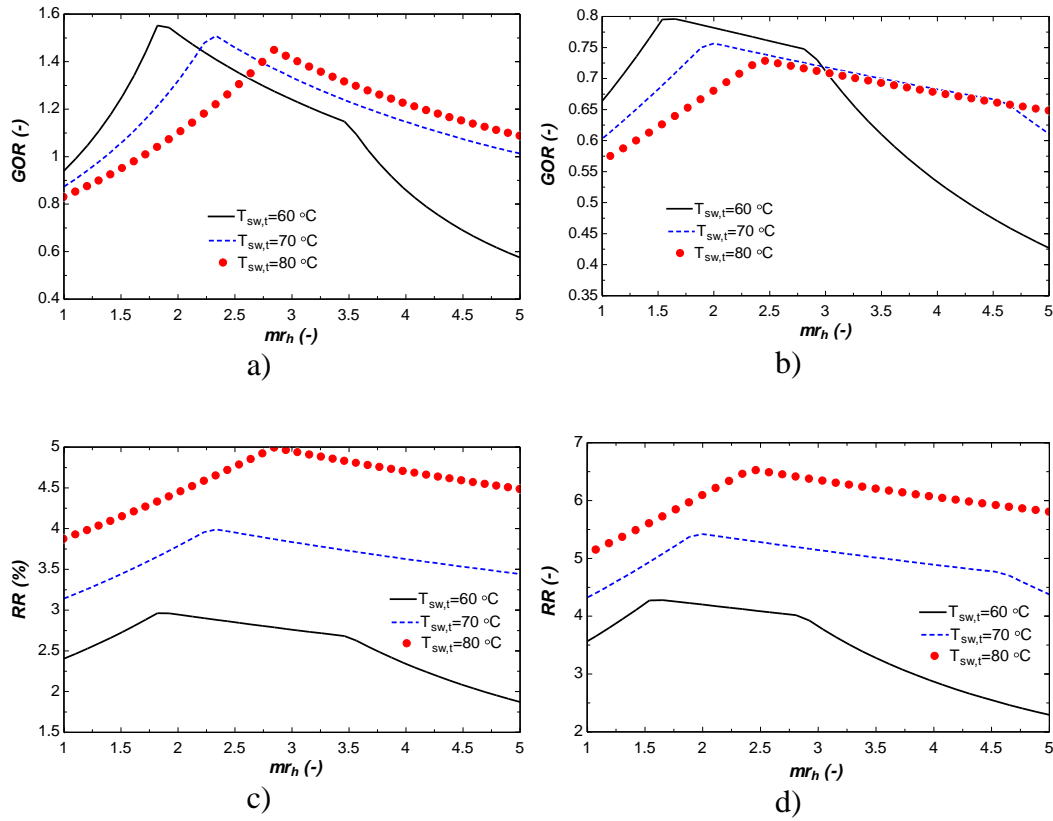 1.6
1.4
1.2
1
0.8
0.6
0.4
GOR (-)
T_sw,t=60 °C
T_sw,t=70 °C
T_sw,t=80 °C
1 1.5 2 2.5 3 3.5 4 4.5 5
mr_h (-)
a)
0.8
0.75
0.7
0.65
0.6
0.55
0.5
0.45
0.4
0.35
GOR (-)
T_sw,t=60 °C
T_sw,t=70 °C
T_sw,t=80 °C
1 1.5 2 2.5 3 3.5 4 4.5 5
mr_h (-)
b)
5
4.5
4
3.5
3
2.5
2
1.5
RR (%)
T_sw,t=60 °C
T_sw,t=70 °C
T_sw,t=80 °C
1 1.5 2 2.5 3 3.5 4 4.5 5
mr_h (-)
c)
7
6
5
4
3
2
RR (-)
T_sw,t=60 °C
T_sw,t=70 °C
T_sw,t=80 °C
1 1.5 2 2.5 3 3.5 4 4.5 5
mr_h (-)
d)